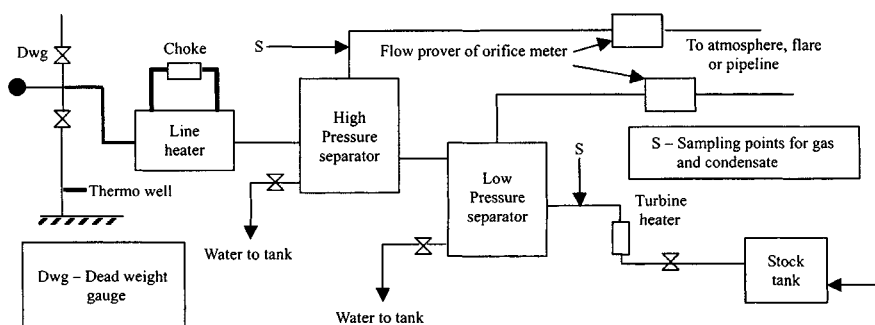 Dwg
Choke
S
Flow prover of orifice meter
To atmosphere, flare
or pipeline
Line
heater
High
Pressure
separator
S – Sampling points for gas
and condensate
S
Thermo well
Low
Pressure
separator
Turbine
heater
Water to tank
Dwg – Dead weight
gauge
Stock
tank
Water to tank